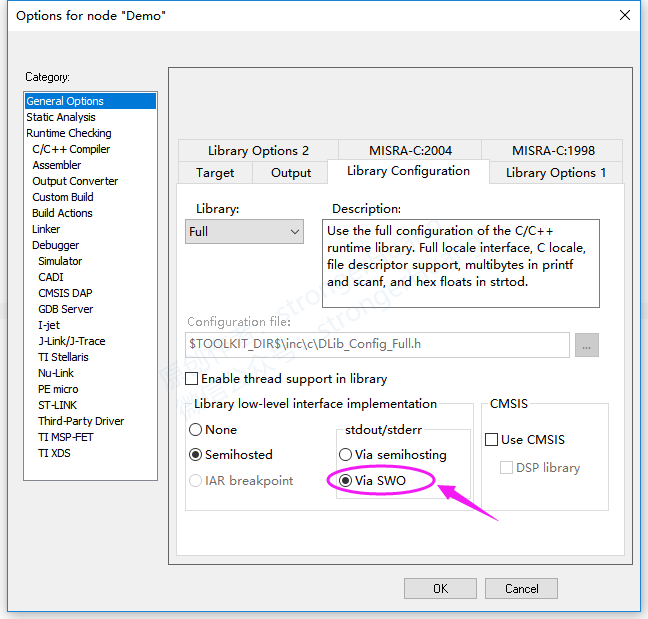 Options for node "Demo"
Category:
General Options
Static Analysis
Runtime Checking
C/C++ Compiler
Assembler
Output Converter
Custom Build
Build Actions
Linker
Debugger
Simulator
CADI
CMSIS DAP
GDB Server
I-jet
J-Link/J-Trace
TI Stellaris
Nu-Link
PE micro
ST-LINK
Third-Party Driver
TI MSP-FET
TI XDS
Library Options 2
MISRA-C:2004
MISRA-C:1998
Target
Output
Library Configuration
Library Options 1
Library:
Full
Description:
Use the full configuration of the C/C++
runtime library. Full locale interface, C locale,
file descriptor support, multibytes in printf
and scanf, and hex floats in strtod.
Configuration file:
$TOOLKIT_DIR$\inc\c\DLib_Config_Full.h
...
Enable thread support in library
Library low-level interface implementation
None
Semihosted
IAR breakpoint
stdout/stderr
Via semihosting
Via SWO
CMSIS
Use CMSIS
DSP library
OK
Cancel